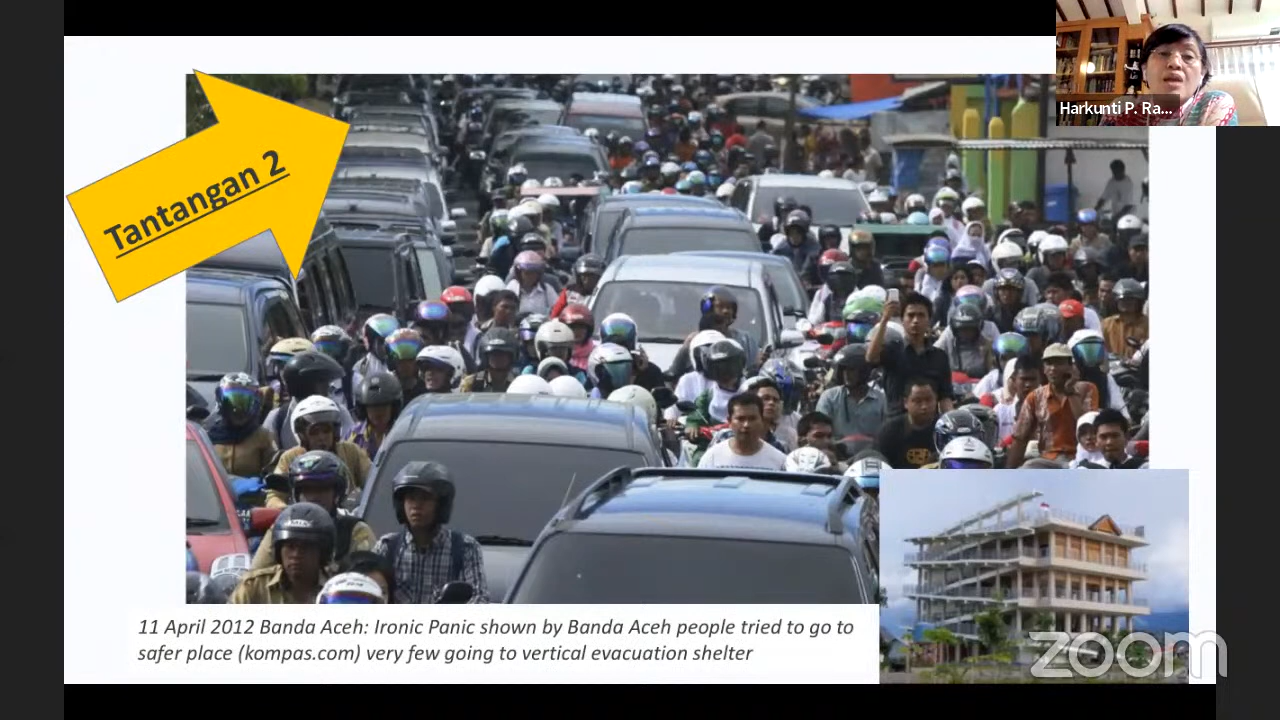 Harkunti P. Ra...
Tantangan 2
11 April 2012 Banda Aceh: Ironic Panic shown by Banda Aceh people tried to go to
safer place (kompas.com) very few going to vertical evacuation shelter
zoom